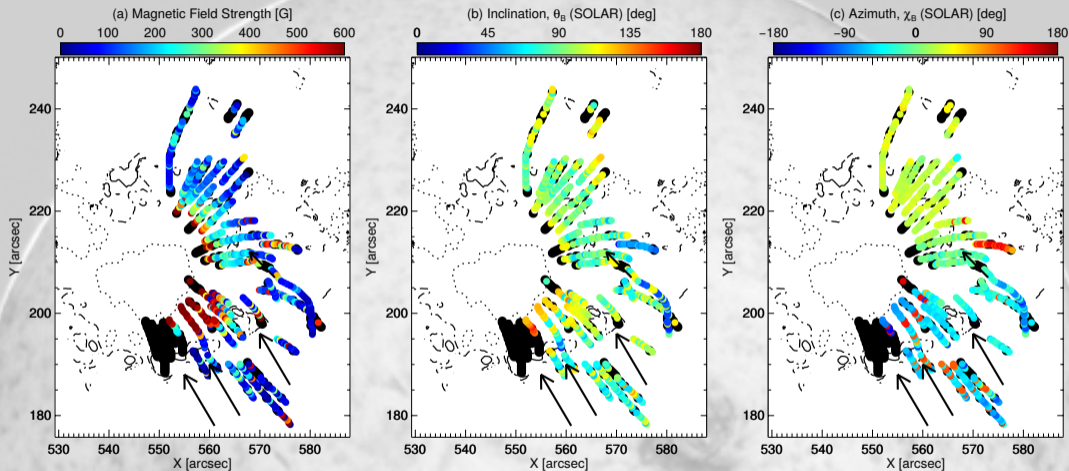 (a) Magnetic Field Strength [G]
0 100 200 300 400 500 600
240
220
200
180
Y [arcsec]
530 540 550 560 570 580
X [arcsec]
(b) Inclination, θB (SOLAR) [deg]
0 45 90 135 180
240
220
200
180
Y [arcsec]
530 540 550 560 570 580
X [arcsec]
(c) Azimuth, χB (SOLAR) [deg]
−180 −90 0 90 180
240
220
200
180
Y [arcsec]
530 540 550 560 570 580
X [arcsec]